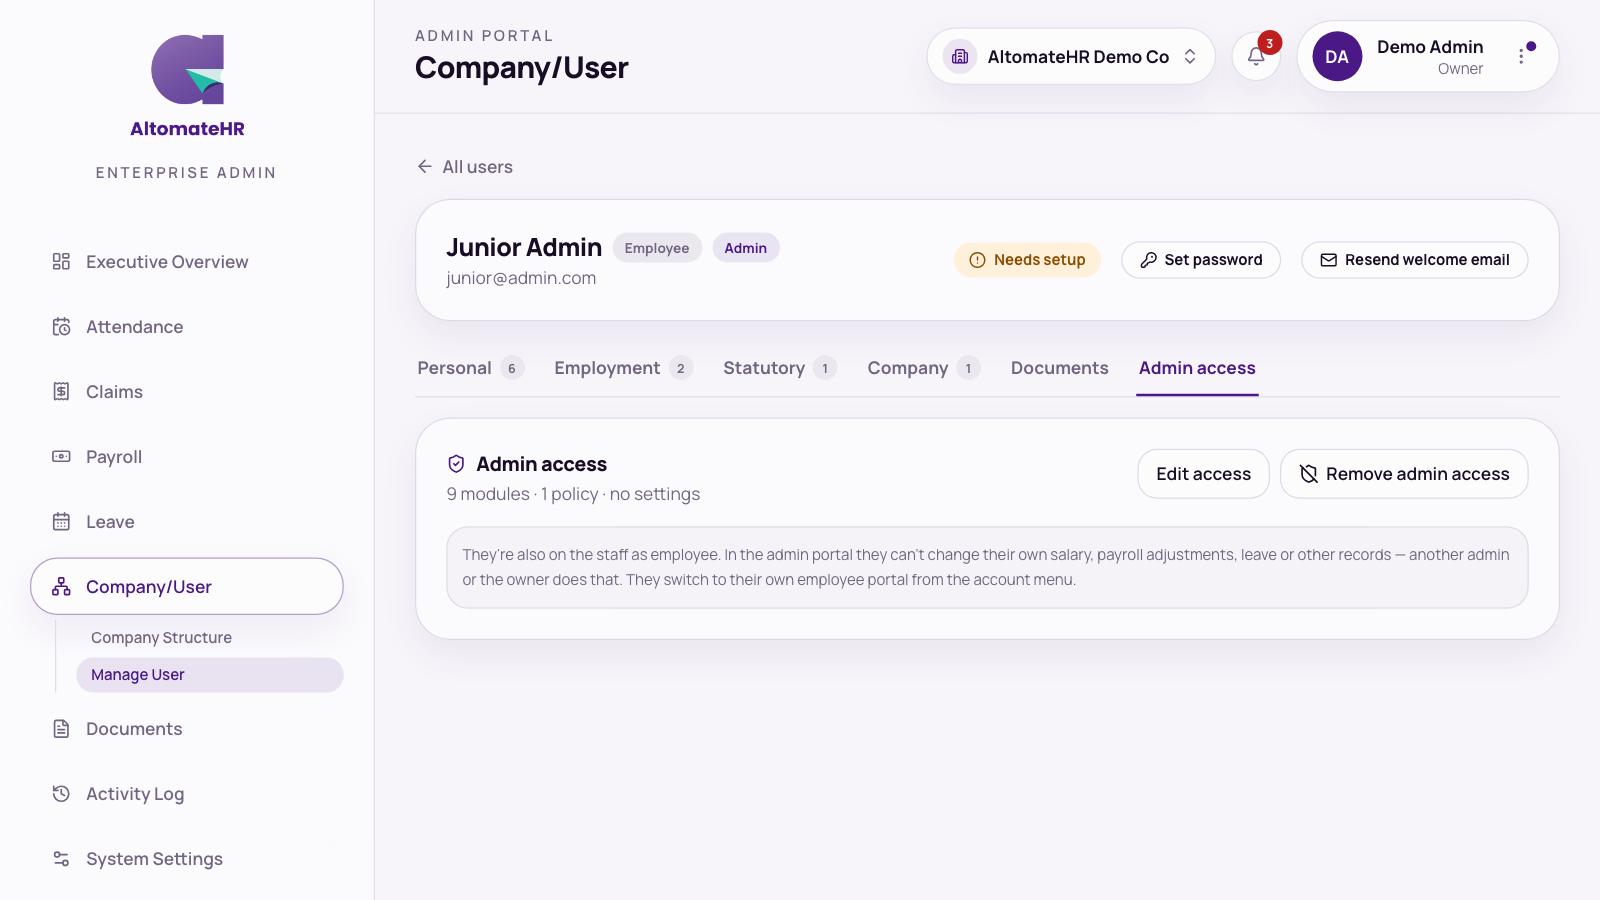 AltomateHR
ENTERPRISE ADMIN
Executive Overview
Attendance
Claims
Payroll
Leave
Company/User
Company Structure
Manage User
Documents
Activity Log
System Settings
ADMIN PORTAL
Company/User
AltomateHR Demo Co
3
DA
Demo Admin
Owner
All users
Junior Admin Employee Admin
junior@admin.com
Needs setup
Set password
Resend welcome email
Personal 6 Employment 2 Statutory 1 Company 1 Documents Admin access
Admin access
9 modules · 1 policy · no settings
Edit access
Remove admin access
They're also on the staff as employee. In the admin portal they can't change their own salary, payroll adjustments, leave or other records — another admin
or the owner does that. They switch to their own employee portal from the account menu.